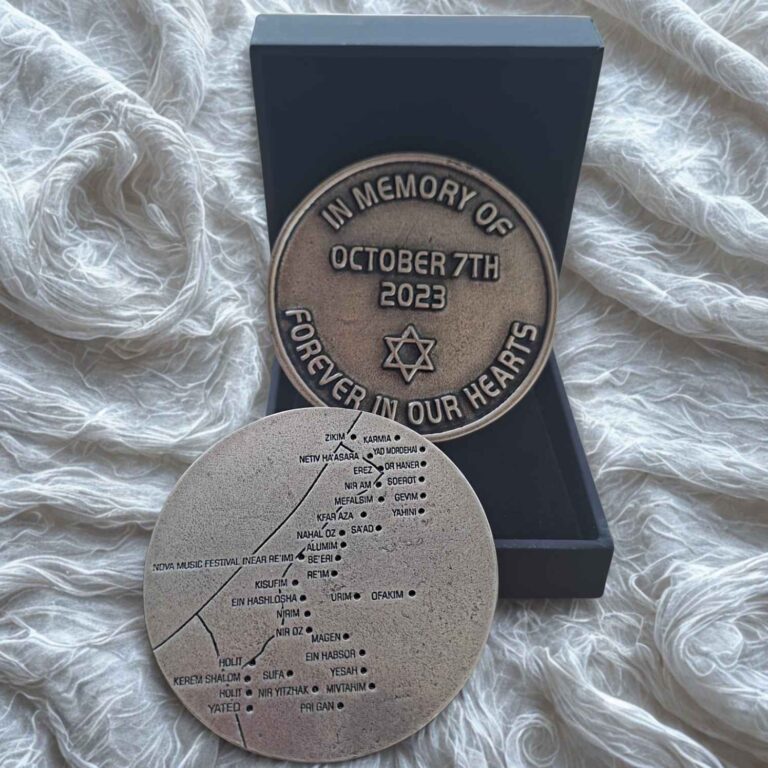 IN MEMORY OF
OCTOBER 7TH
2023
FOREVER IN OUR HEARTS
ZIKIM KARMIA
NETIV HA'ASARA YAD MORDEHAI
EREZ OR HANER
NIR AM SDEROT
MEFALSIM GEVIM
KFAR AZA YAHINI
NAHAL OZ SA'AD
ALUMIM
NOVA MUSIC FESTIVAL (NEAR RE'IM) BE'ERI
RE'IM
KISUFIM
EIN HASHLOSHA URIM OFAKIM
NIRIM
NIR OZ MAGEN
EIN HABSOR
HOLIT
YESAH
KEREM SHALOM SUFA
HOLIT NIR YITZHAK MIVTAHIM
YATED PRI GAN